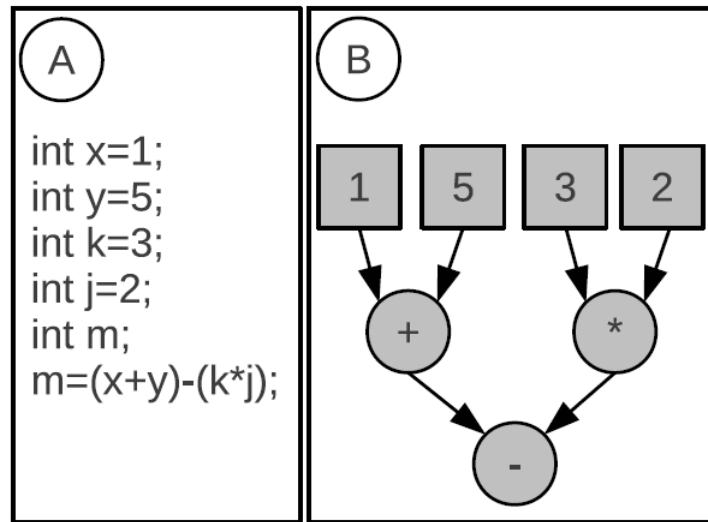 A
int x=1;
int y=5;
int k=3;
int j=2;
int m;
m=(x+y)-(k*j);
B
1 5 3 2
+ *
-